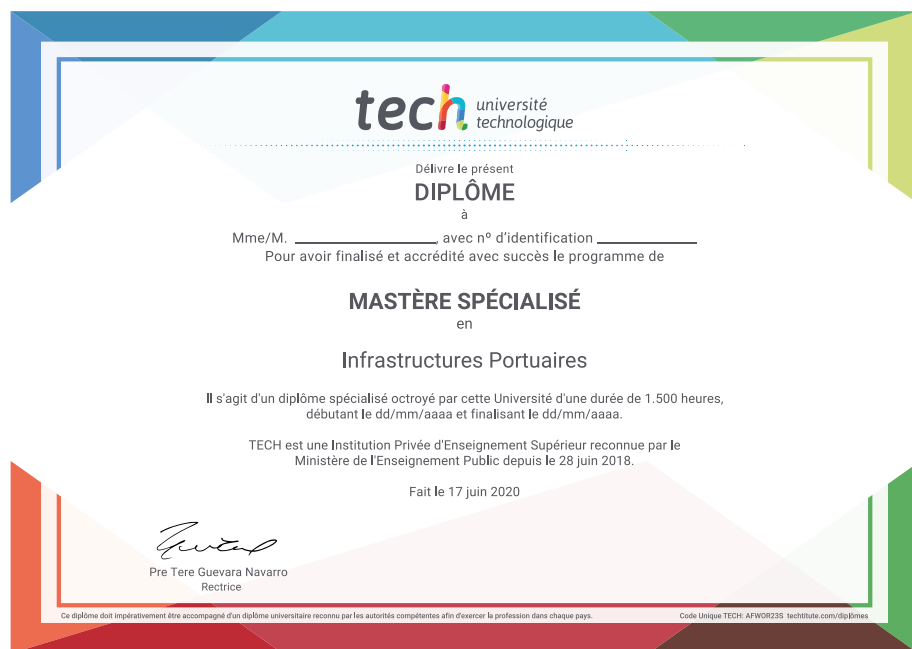 tech université
technologique
Délivre le présent
DIPLÔME
à
Mme/M. ____________________, avec nº d'identification ______________
Pour avoir finalisé et accrédité avec succès le programme de
MASTÈRE SPÉCIALISÉ
en
Infrastructures Portuaires
Il s'agit d'un diplôme spécialisé octroyé par cette Université d'une durée de 1.500 heures,
débutant le dd/mm/aaaa et finalisant le dd/mm/aaaa.
TECH est une Institution Privée d'Enseignement Supérieur reconnue par le
Ministère de l'Enseignement Public depuis le 28 juin 2018.
Fait le 17 juin 2020
Pre Tere Guevara Navarro
Rectrice
Ce diplôme doit impérativement être accompagné d'un diplôme universitaire reconnu par les autorités compétentes afin d'exercer la profession dans chaque pays. Code Unique TECH: AFWOR23S techtitute.com/diplômes